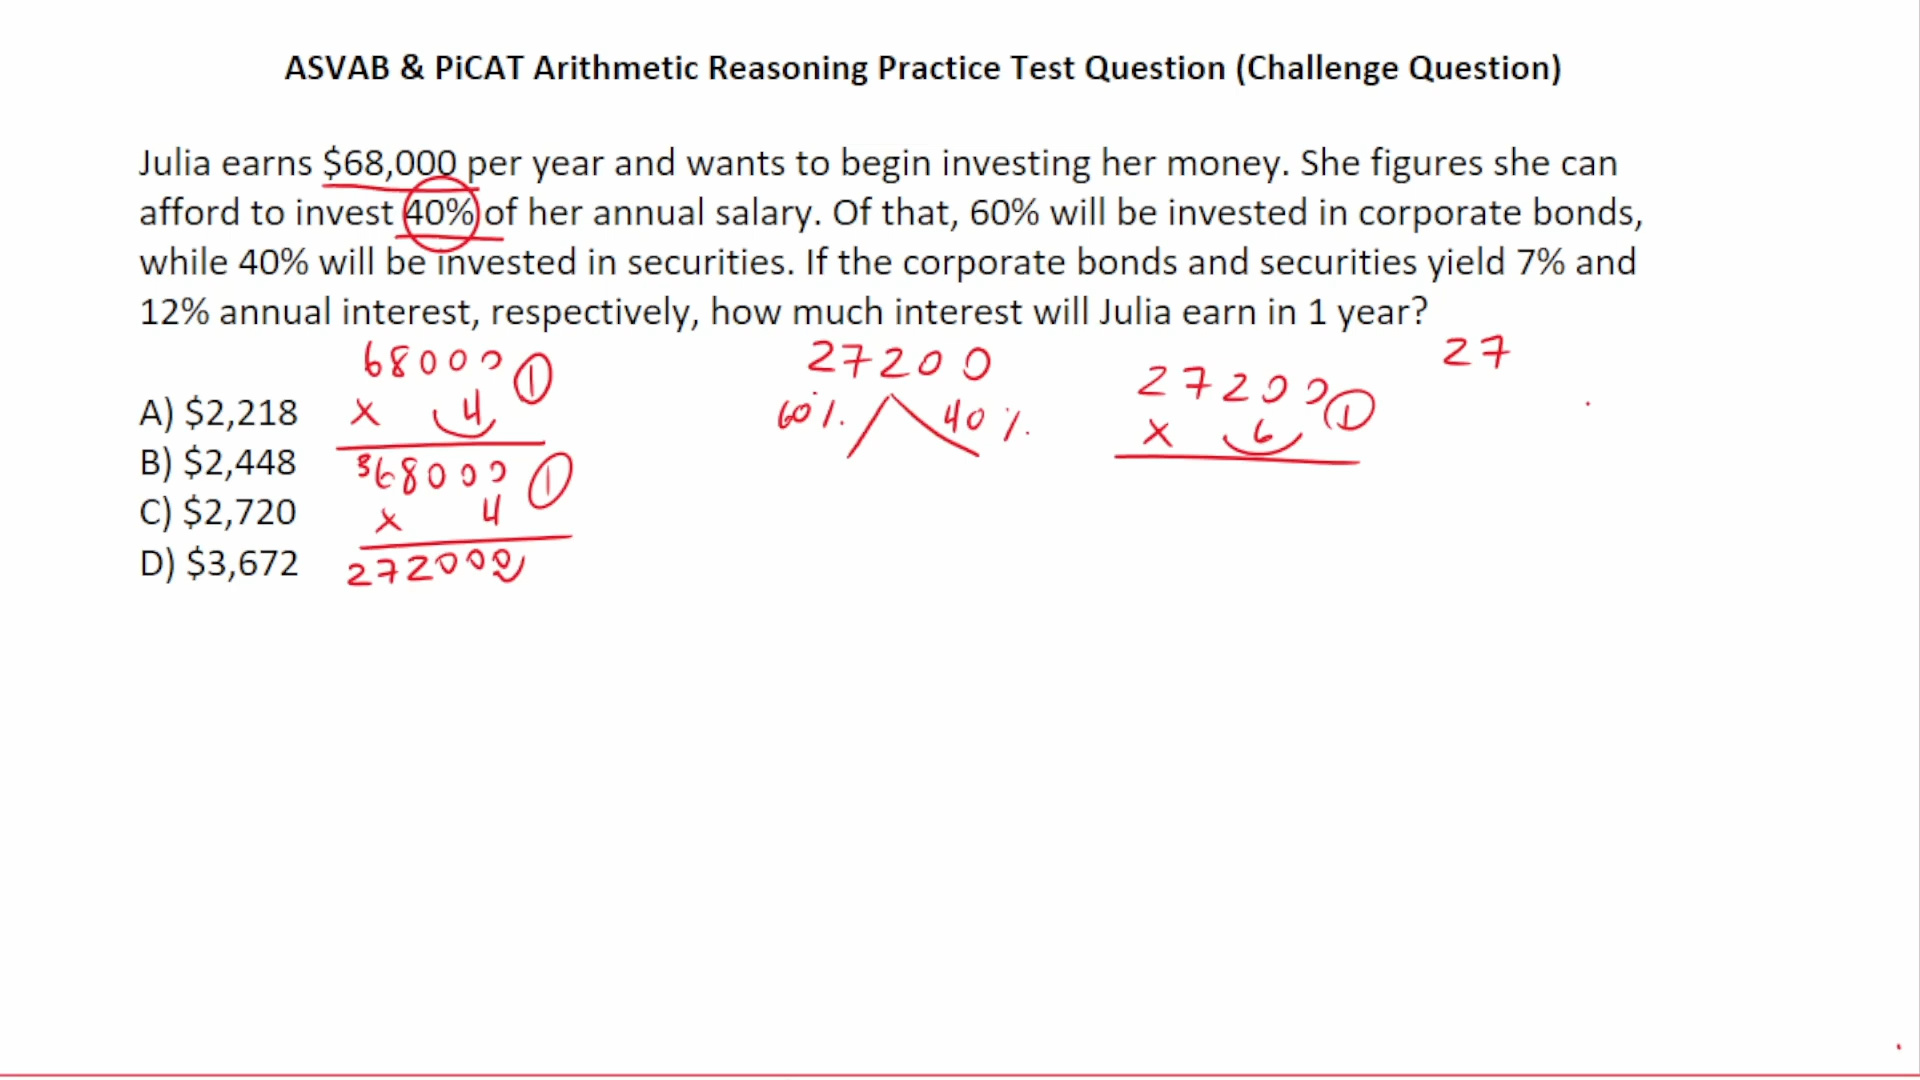 ASVAB & PiCAT Arithmetic Reasoning Practice Test Question (Challenge Question)
Julia earns $68,000 per year and wants to begin investing her money. She figures she can
afford to invest 40% of her annual salary. Of that, 60% will be invested in corporate bonds,
while 40% will be invested in securities. If the corporate bonds and securities yield 7% and
12% annual interest, respectively, how much interest will Julia earn in 1 year?
A) $2,218
B) $2,448
C) $2,720
D) $3,672
68000 1
x .4
368000 1
x 4
272000
27200
60% 40%
27200 1
x .6
27